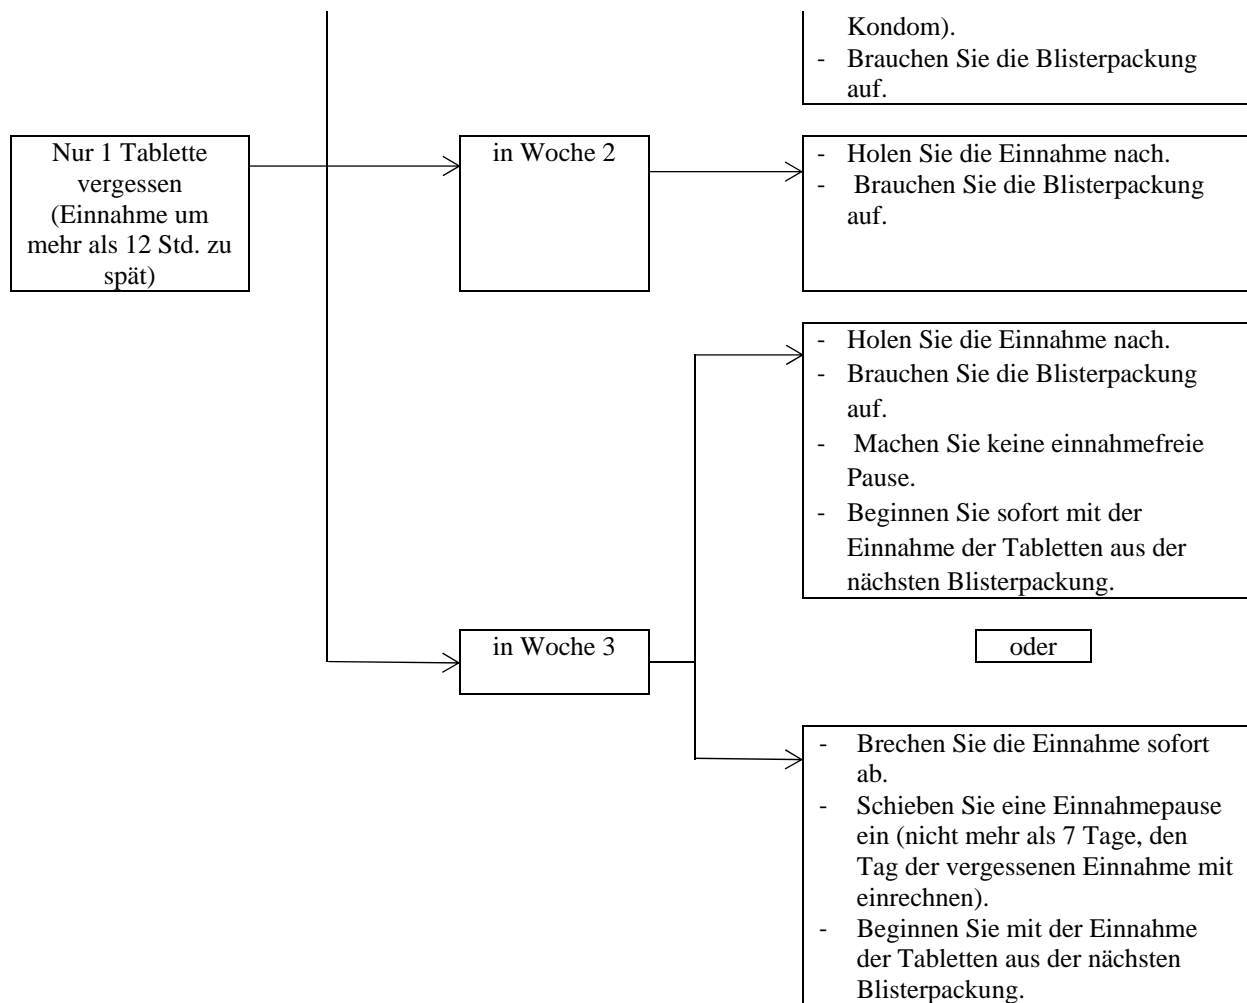 Kondom).
- Brauchen Sie die Blisterpackung
auf.
Nur 1 Tablette
vergessen
(Einnahme um
mehr als 12 Std. zu
spät)
in Woche 2
- Holen Sie die Einnahme nach.
- Brauchen Sie die Blisterpackung
auf.
- Holen Sie die Einnahme nach.
- Brauchen Sie die Blisterpackung
auf.
- Machen Sie keine einnahmefreie
Pause.
- Beginnen Sie sofort mit der
Einnahme der Tabletten aus der
nächsten Blisterpackung.
in Woche 3
oder
- Brechen Sie die Einnahme sofort
ab.
- Schieben Sie eine Einnahmepause
ein (nicht mehr als 7 Tage, den
Tag der vergessenen Einnahme mit
einrechnen).
- Beginnen Sie mit der Einnahme
der Tabletten aus der nächsten
Blisterpackung.